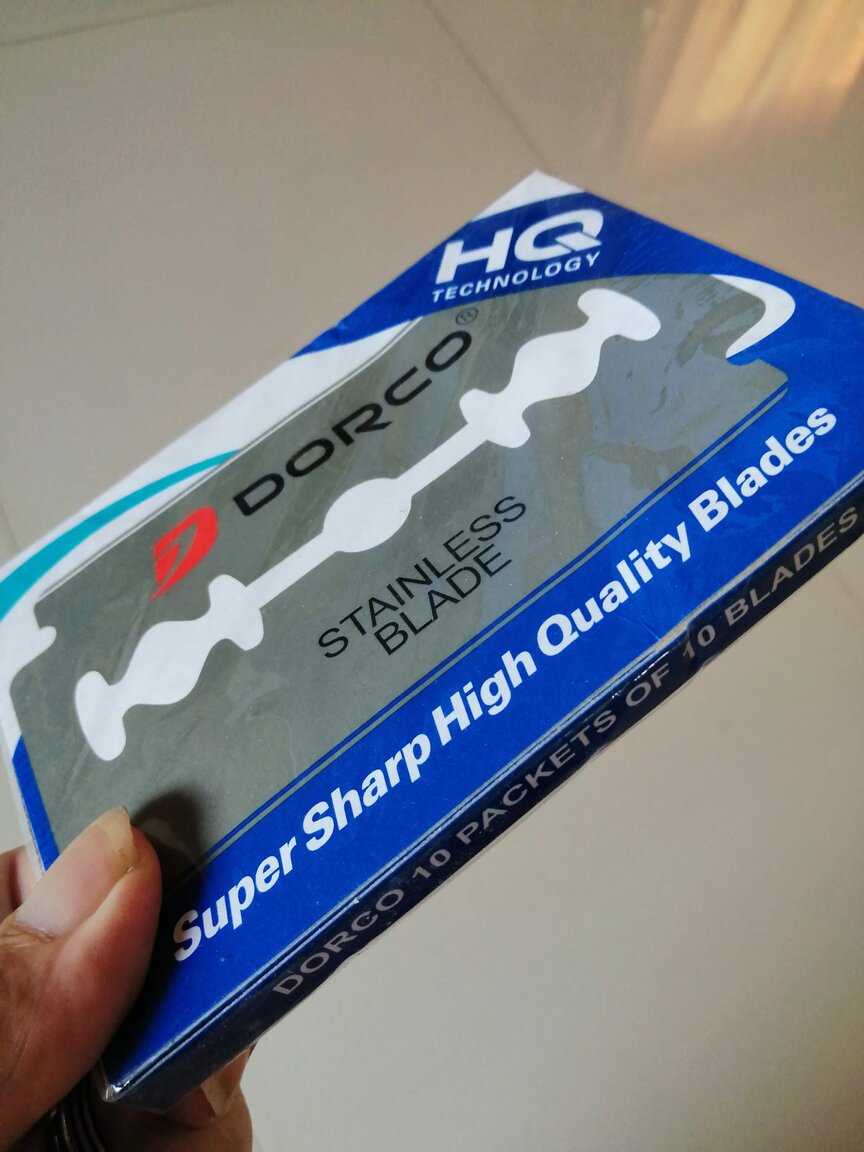 HQ
TECHNOLOGY
DORCO®
STAINLESS
BLADE
Super Sharp High Quality Blades
DORCO 10 PACKETS OF 10 BLADES